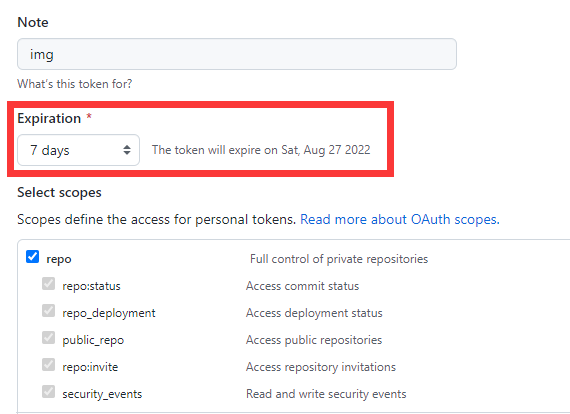 Note
img
What's this token for?
Expiration *
7 days The token will expire on Sat, Aug 27 2022
Select scopes
Scopes define the access for personal tokens. Read more about OAuth scopes.
repo Full control of private repositories
repo:status Access commit status
repo_deployment Access deployment status
public_repo Access public repositories
repo:invite Access repository invitations
security_events Read and write security events